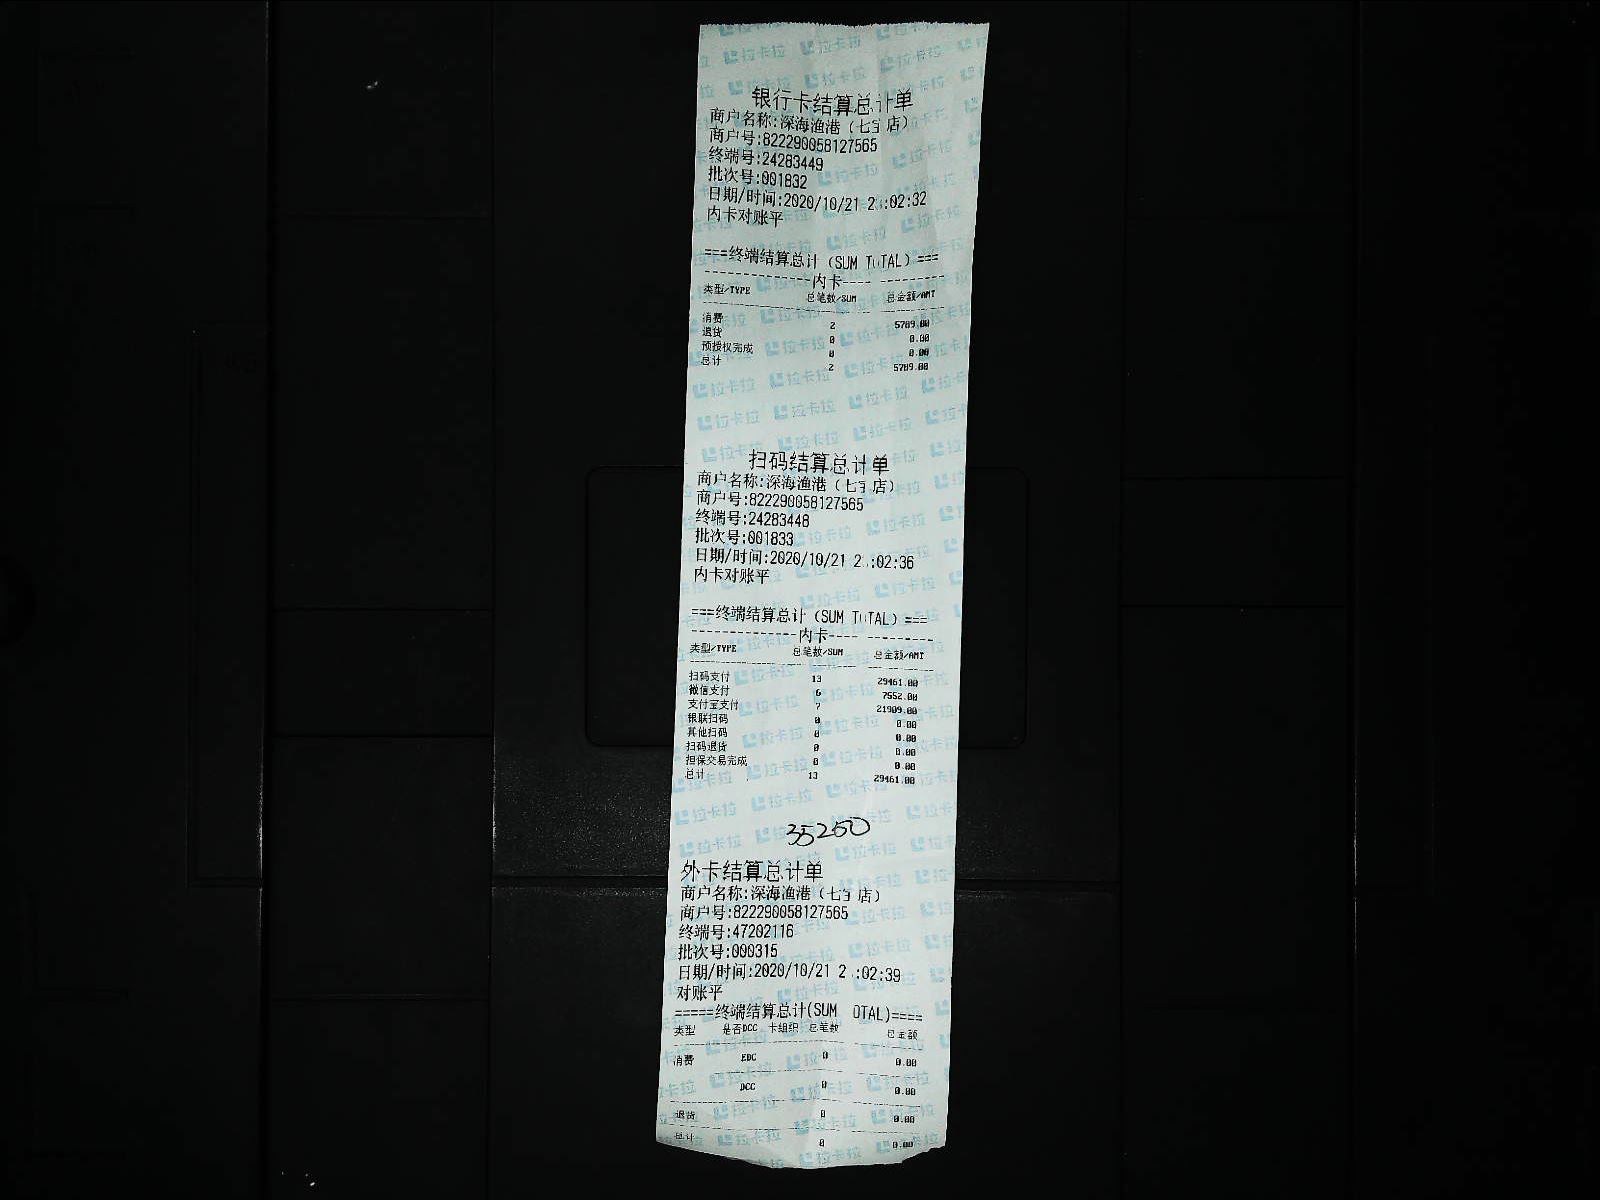 银行卡结算总计单
商户名称:深海渔港（七 店）
商户号:822290058127565
终端号:24283449
批次号:001832
日期/时间:2020/10/21 2 :02:32
内卡对账平
===终端结算总计（SUM TOTAL）===
内卡
类型/TYPE 总笔数/SUM 总金额/AMT
消费 2 5789.00
退货 0 0.00
预授权完成 0 0.00
总计 2 5789.00
扫码结算总计单
商户名称:深海渔港（七 店）
商户号:822290058127565
终端号:24283448
批次号:001833
日期/时间:2020/10/21 2 :02:36
内卡对账平
===终端结算总计（SUM TOTAL）===
内卡
类型/TYPE 总笔数/SUM 总金额/AMT
扫码支付 13 29461.00
微信支付 6 7552.00
支付宝支付 7 21909.00
银联扫码 0 0.00
其他扫码 0 0.00
扫码退货 0 0.00
担保交易完成 0 0.00
总计 13 29461.00
35250
外卡结算总计单
商户名称:深海渔港（七 店）
商户号:822290058127565
终端号:47202116
批次号:000315
日期/时间:2020/10/21 2 :02:39
对账平
=====终端结算总计(SUM OTAL)====
类型 是否DCC 卡组织 总笔数 总金额
消费 EDC 0 0.00
DCC 0 0.00
退货 0 0.00
总计 0 0.00